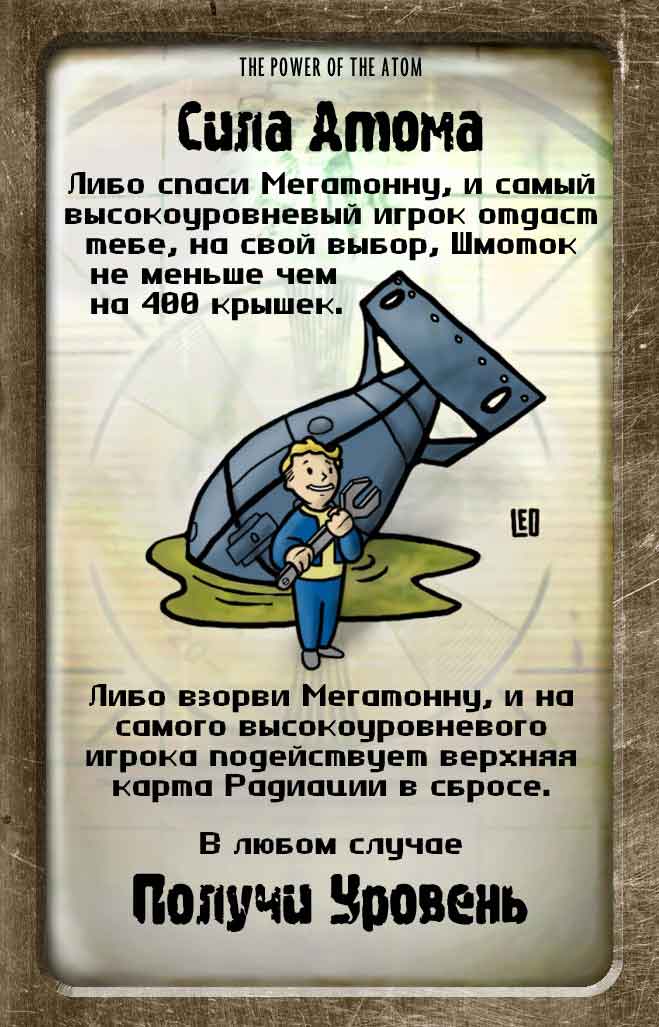 THE POWER OF THE ATOM
Сила Атома
Либо спаси Мегатонну, и самый
высокоуровневый игрок отдаст
тебе, на свой выбор, Шмоток
не меньше чем
на 400 крышек.
LEO
Либо взорви Мегатонну, и на
самого высокоуровневого
игрока подействует верхняя
карта Радиации в сбросе.
В любом случае
Получи Уровень